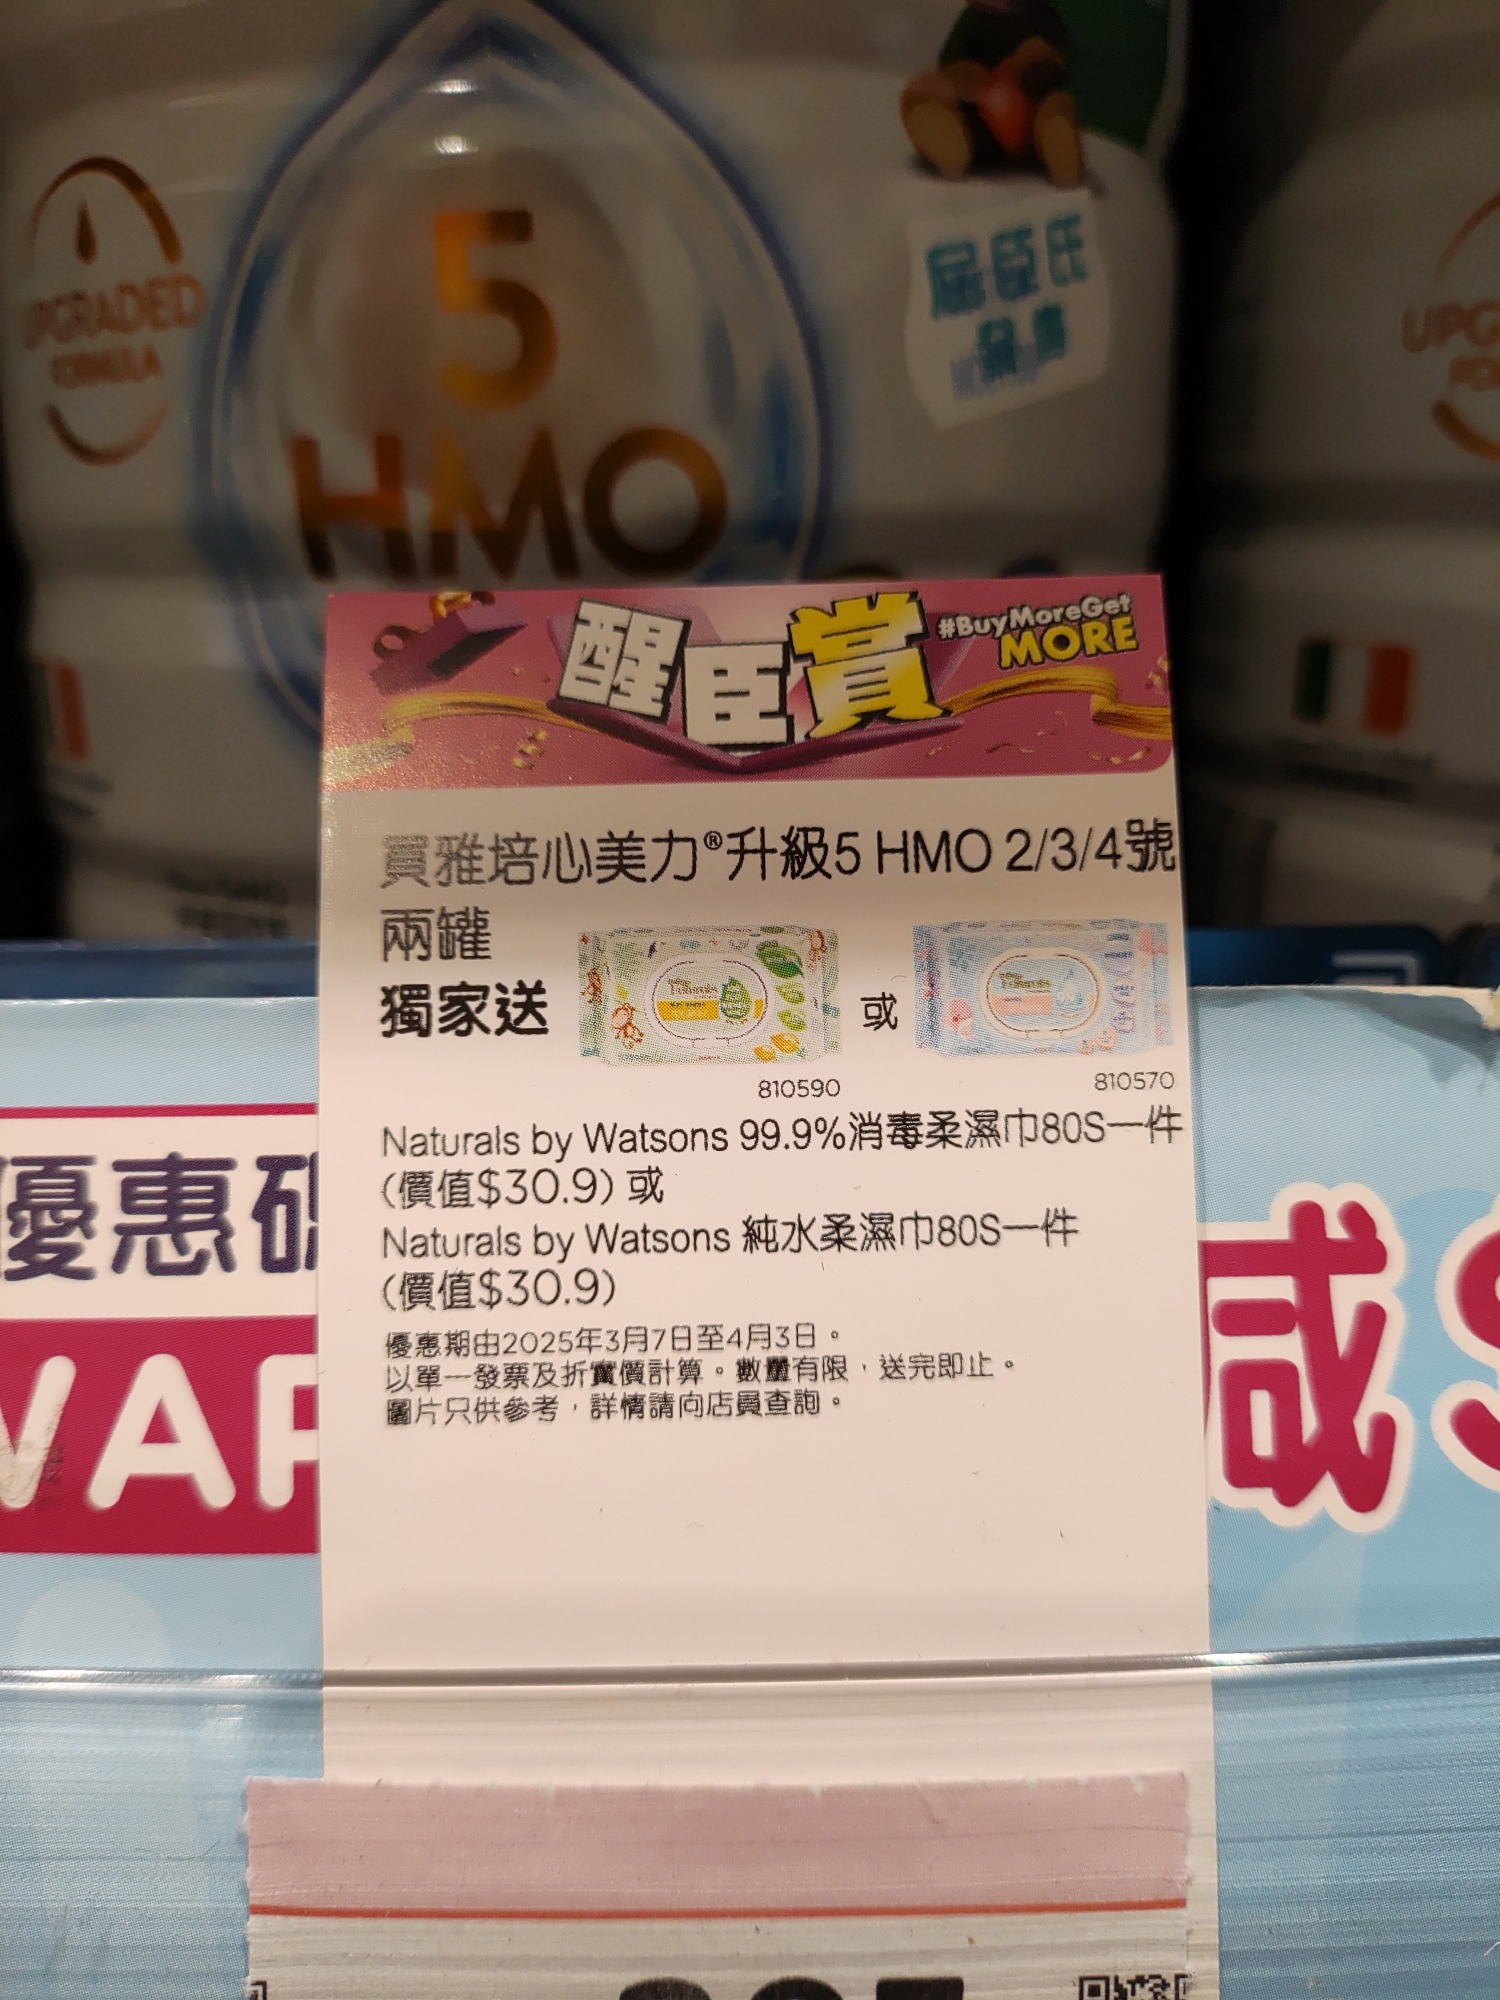 5
HMO
UPGRADED
FORMULA
屈臣氏
醒臣賞
#BuyMoreGet
MORE
買雅培心美力®升級5 HMO 2/3/4號
兩罐
獨家送
或
810590
810570
Naturals by Watsons 99.9%消毒柔濕巾80S一件
(價值$30.9) 或
Naturals by Watsons 純水柔濕巾80S一件
(價值$30.9)
優惠期由2025年3月7日至4月3日。
以單一發票及折實價計算。數量有限，送完即止。
圖片只供參考，詳情請向店員查詢。
優惠
減